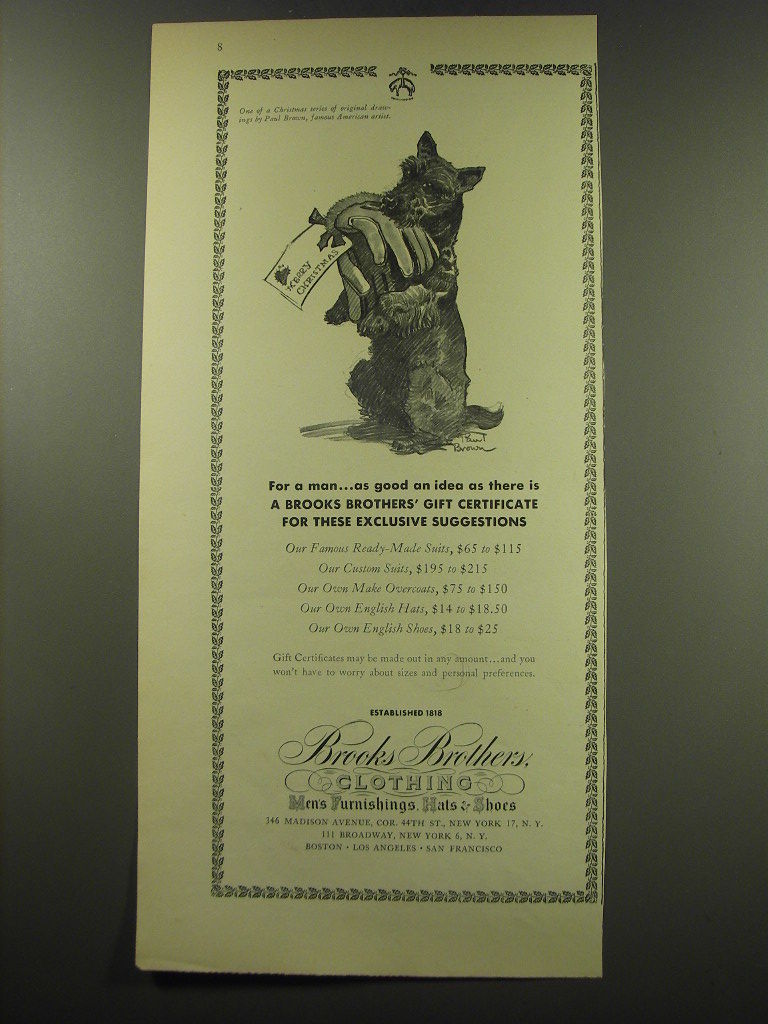 8
One of a Christmas series of original draw-
ings by Paul Brown, famous American artist.
MERRY
CHRISTMAS
Paul
Brown
For a man...as good an idea as there is
A BROOKS BROTHERS' GIFT CERTIFICATE
FOR THESE EXCLUSIVE SUGGESTIONS
Our Famous Ready-Made Suits, $65 to $115
Our Custom Suits, $195 to $215
Our Own Make Overcoats, $75 to $150
Our Own English Hats, $14 to $18.50
Our Own English Shoes, $18 to $25
Gift Certificates may be made out in any amount...and you
won't have to worry about sizes and personal preferences.
ESTABLISHED 1818
Brooks Brothers,
CLOTHING
Men's Furnishings, Hats & Shoes
346 MADISON AVENUE, COR. 44TH ST., NEW YORK 17, N. Y.
111 BROADWAY, NEW YORK 6, N. Y.
BOSTON · LOS ANGELES · SAN FRANCISCO